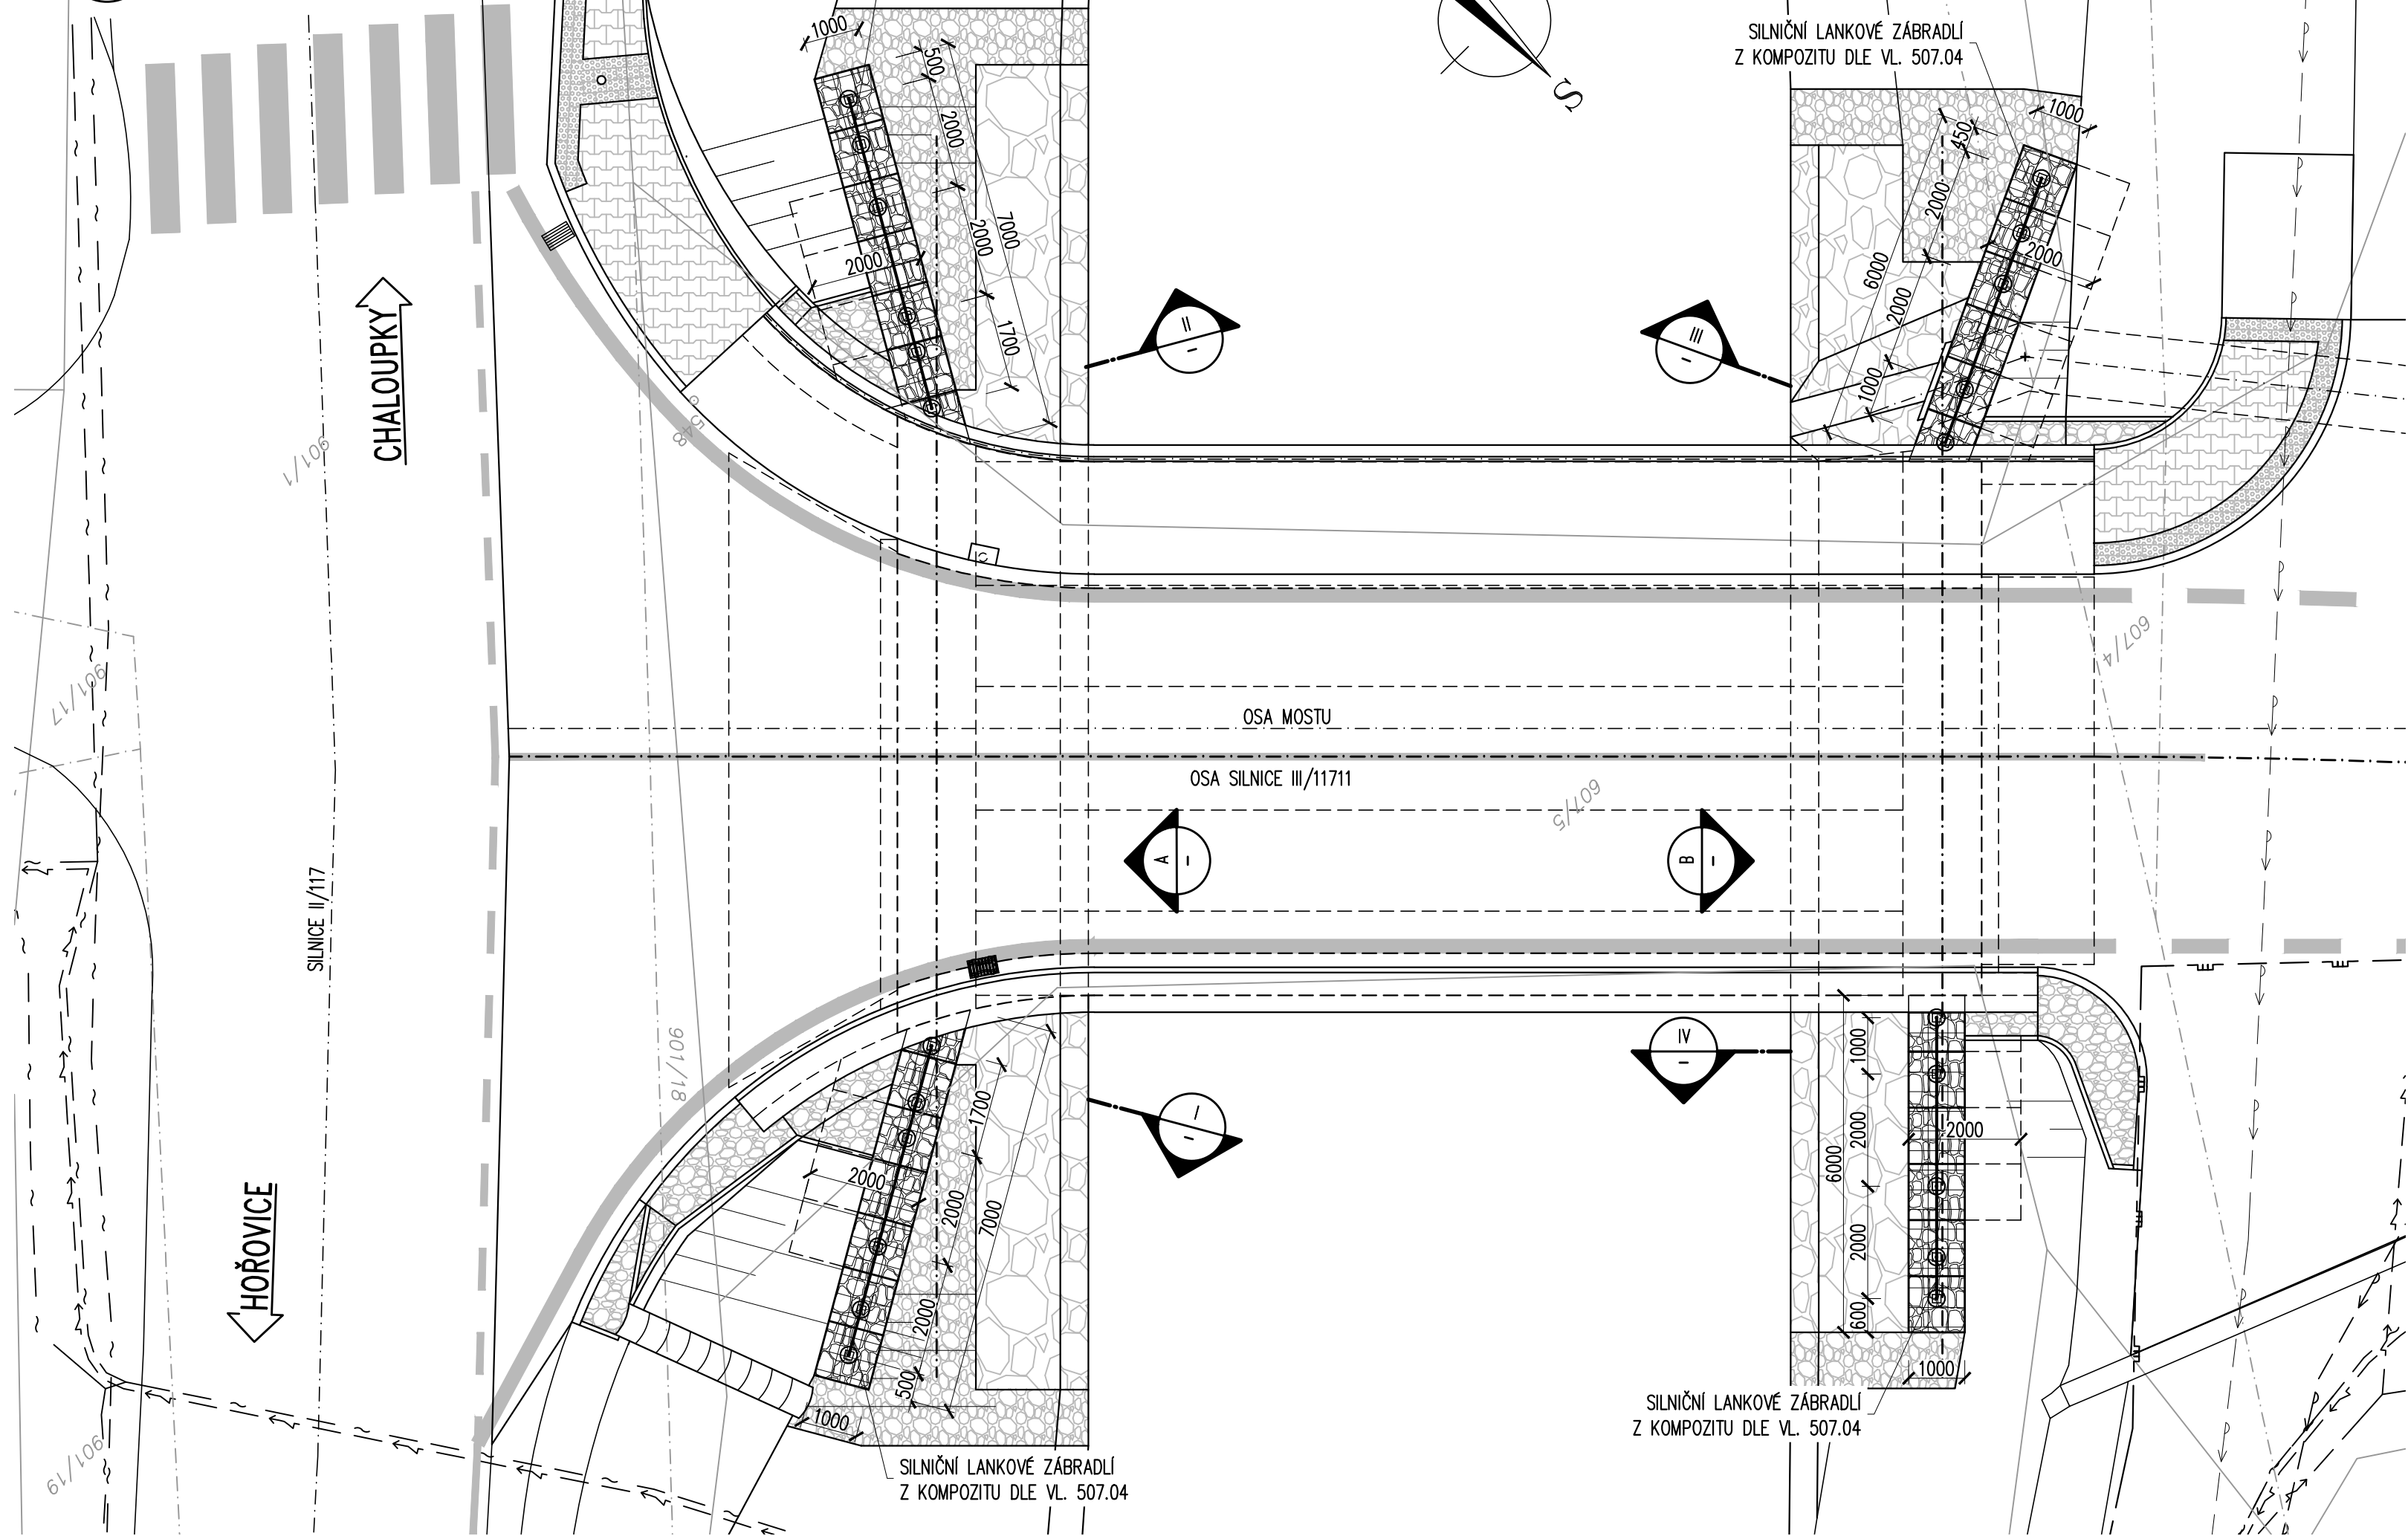 1000
500
2000
2000
7000
2000
1700
S
SILNIČNÍ LANKOVÉ ZÁBRADLÍ
Z KOMPOZITU DLE VL. 507.04
1000
450
2000
2000
6000
2000
1000
II
III
CHALOUPKY
548
901/1
901/17
607/4
OSA MOSTU
OSA SILNICE III/11711
607/5
A
B
SILNICE II/117
901/18
HOŘOVICE
901/19
I
IV
1700
2000
2000
7000
2000
500
1000
SILNIČNÍ LANKOVÉ ZÁBRADLÍ
Z KOMPOZITU DLE VL. 507.04
1000
2000
2000
6000
2000
600
1000
SILNIČNÍ LANKOVÉ ZÁBRADLÍ
Z KOMPOZITU DLE VL. 507.04